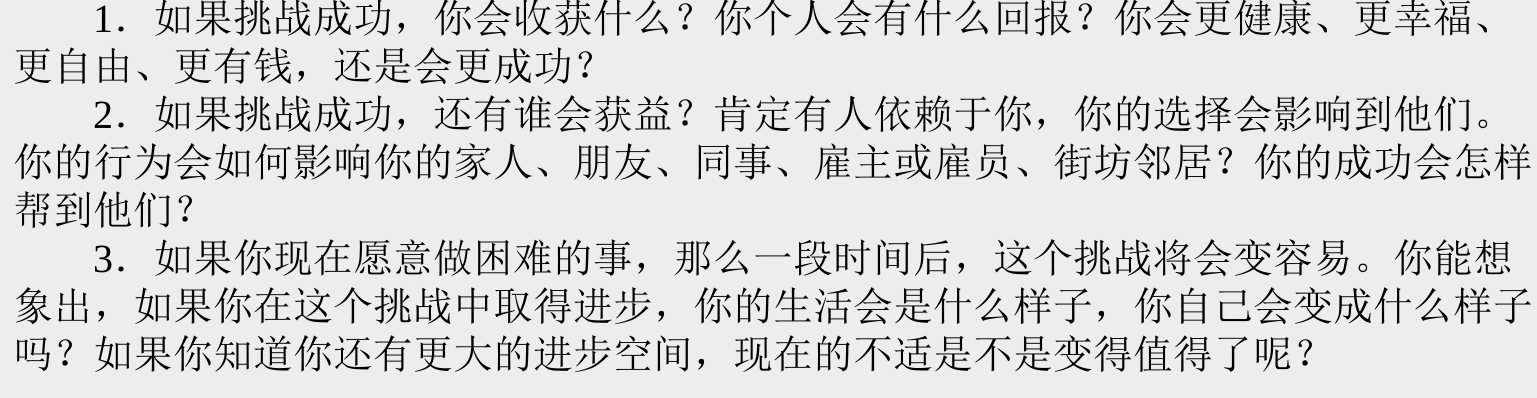 1．如果挑战成功，你会收获什么？你个人会有什么回报？你会更健康、更幸福、
更自由、更有钱，还是会更成功？
2．如果挑战成功，还有谁会获益？肯定有人依赖于你，你的选择会影响到他们。
你的行为会如何影响你的家人、朋友、同事、雇主或雇员、街坊邻居？你的成功会怎样
帮到他们？
3．如果你现在愿意做困难的事，那么一段时间后，这个挑战将会变容易。你能想
象出，如果你在这个挑战中取得进步，你的生活会是什么样子，你自己会变成什么样子
吗？如果你知道你还有更大的进步空间，现在的不适是不是变得值得了呢？